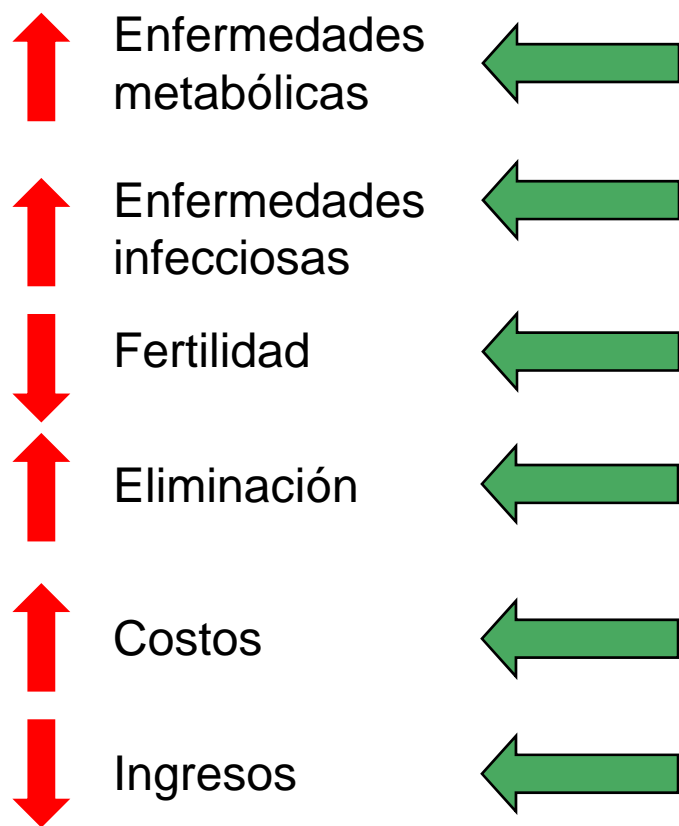 Enfermedades
metabólicas
Enfermedades
infecciosas
Fertilidad
Eliminación
Costos
Ingresos